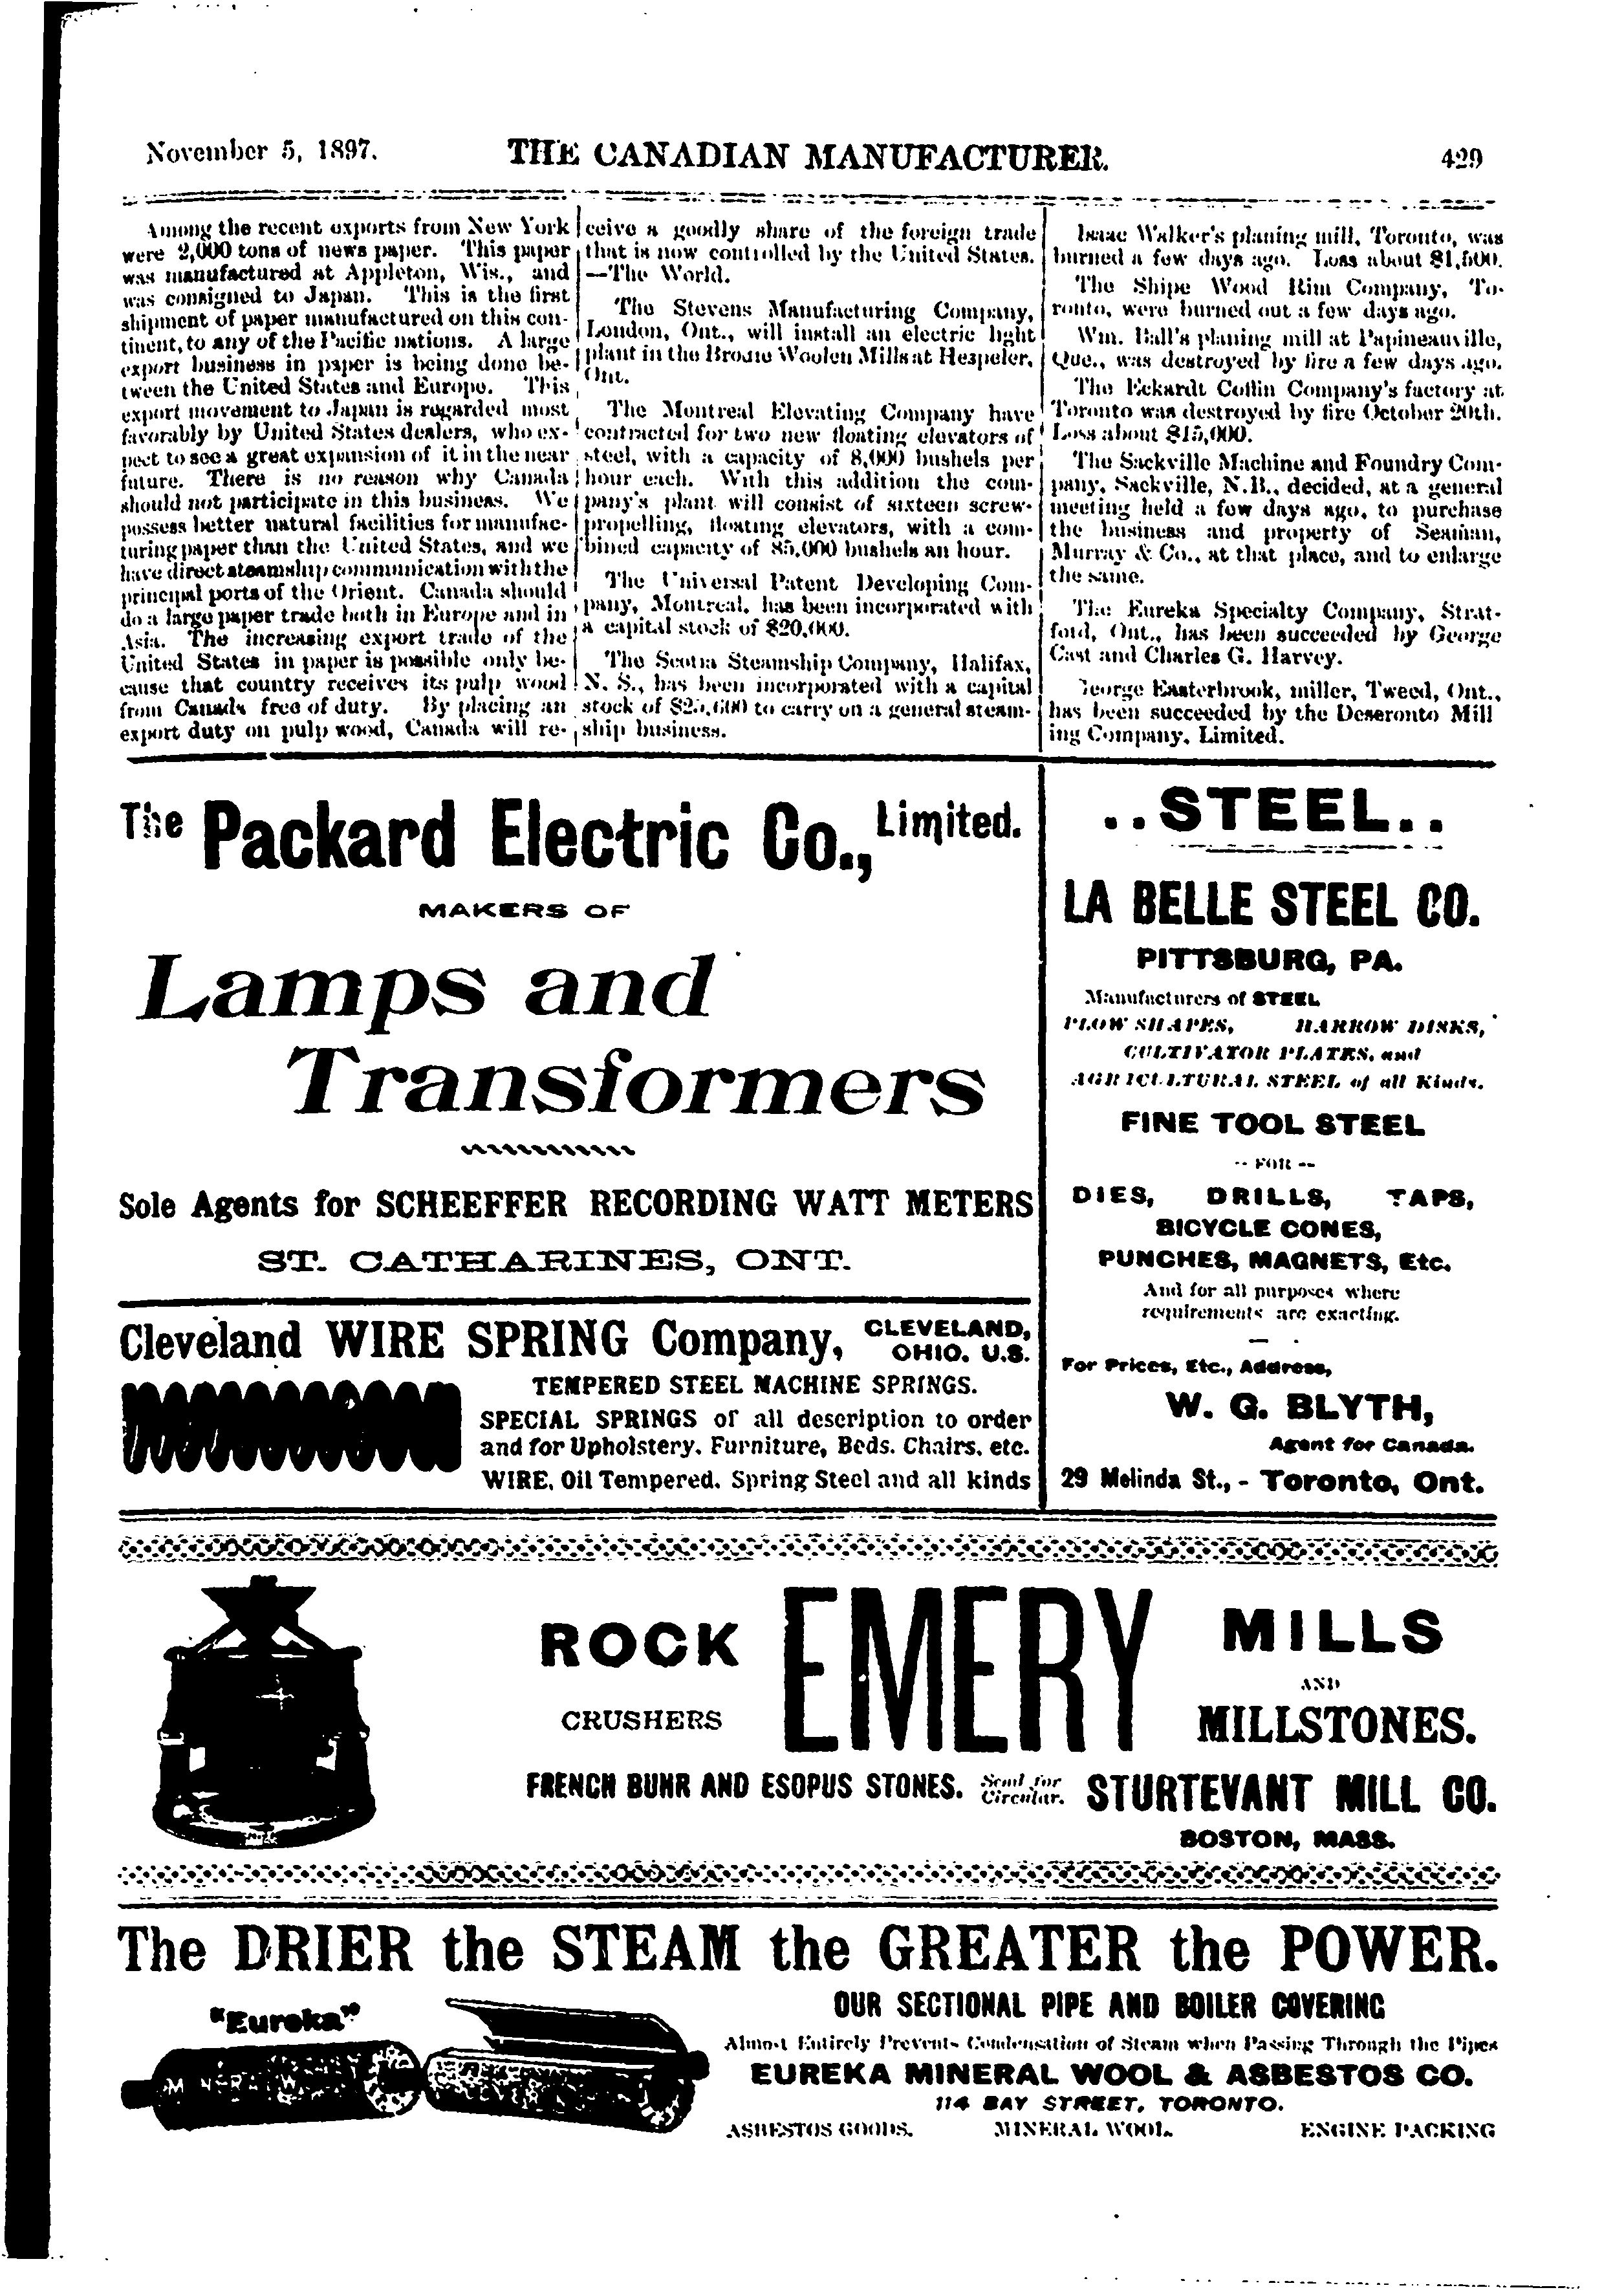 November 5, 1897.
THE CANADIAN MANUFACTURER.
429
Among the recent exports from New York
were 2,000 tons of news paper. This paper
was manufactured at Appleton, Wis., and
was consigned to Japan. This is the first
shipment of paper manufactured on this con-
tinent, to any of the Pacific nations. A large
export business in paper is being done be-
tween the United States and Europe. This
export movement to Japan is regarded most
favorably by United States dealers, who ex-
pect to see a great expansion of it in the near
future. There is no reason why Canada
should not participate in this business. We
possess better natural facilities for manufac-
turing paper than the United States, and we
have direct steamship communication with the
principal ports of the Orient. Canada should
do a large paper trade both in Europe and in
Asia. The increasing export trade of the
United States in paper is possible only be-
cause that country receives its pulp wood
from Canada free of duty. By placing an
export duty on pulp wood, Canada will re-
ceive a goodly share of the foreign trade
that is now controlled by the United States.
—The World.
The Stevens Manufacturing Company,
London, Ont., will install an electric light
plant in the Brodie Woolen Mills at Hespeler,
Ont.
The Montreal Elevating Company have
contracted for two new floating elevators of
steel, with a capacity of 8,000 bushels per
hour each. With this addition the com-
pany's plant will consist of sixteen screw-
propelling, floating elevators, with a com-
bined capacity of 85,000 bushels an hour.
The Universal Patent Developing Com-
pany, Montreal, has been incorporated with
a capital stock of $20,000.
The Scotia Steamship Company, Halifax,
N. S., has been incorporated with a capital
stock of to carry on a general steam-
ship business.
Isaac Walker's planing mill, Toronto, was
burned a few days ago. Loss about $1,500.
The Shipe Wood Rim Company, To-
ronto, were burned out a few days ago.
Wm. Ball's planing mill at Papineauville,
Que., was destroyed by fire a few days ago.
The Eckardt Coffin Company's factory at
Toronto was destroyed by fire October 20th.
Loss about $15,000.
The Sackville Machine and Foundry Com-
pany, Sackville, N.B., decided, at a general
meeting held a few days ago, to purchase
the business and property of Seaman,
Murray & Co., at that place, and to enlarge
the same.
The Eureka Specialty Company, Strat-
ford, Ont., has been succeeded by George
Cast and Charles G. Harvey.
George Easterbrook, miller, Tweed, Ont.,
has been succeeded by the Deseronto Mill
ing Company, Limited.
The Packard Electric Co., Limited.
MAKERS OF
Lamps and
Transformers
Sole Agents for SCHEEFFER RECORDING WATT METERS
ST. CATHARINES, ONT.
Cleveland WIRE SPRING Company, CLEVELAND,
OHIO. U.S.
TEMPERED STEEL MACHINE SPRINGS.
SPECIAL SPRINGS of all description to order
and for Upholstery, Furniture, Beds. Chairs, etc.
WIRE, Oil Tempered, Spring Steel and all kinds
..STEEL..
LA BELLE STEEL CO.
PITTSBURG, PA.
Manufacturers of STEEL
PLOW SHAPES, HARROW DISKS,
CULTIVATOR PLATES, and
AGRICULTURAL STEEL of all Kinds.
FINE TOOL STEEL
-- FOR --
DIES, DRILLS, TAPS,
BICYCLE CONES,
PUNCHES, MAGNETS, Etc.
And for all purposes where
requirements are exacting.
For Prices, Etc., Address,
W. G. BLYTH,
Agent for Canada.
29 Melinda St., - Toronto, Ont.
ROCK EMERY MILLS
AND
CRUSHERS MILLSTONES.
FRENCH BUHR AND ESOPUS STONES. Send for
Circular. STURTEVANT MILL CO.
BOSTON, MASS.
The DRIER the STEAM the GREATER the POWER.
"Eureka"
OUR SECTIONAL PIPE AND BOILER COVERING
Almost Entirely Prevents Condensation of Steam when Passing Through the Pipes
EUREKA MINERAL WOOL & ASBESTOS CO.
114 BAY STREET, TORONTO.
ASBESTOS GOODS. MINERAL WOOL. ENGINE PACKING